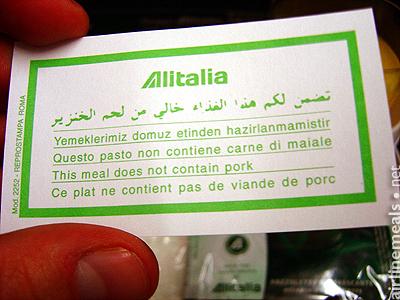 Alitalia
تضمن لكم هذا الغذاء خالي من لحم الخنزير
Yemeklerimiz domuz etinden hazirlanmamistir
Questo pasto non contiene carne di maiale
This meal does not contain pork
Ce plat ne contient pas de viande de porc
Mod. 2252 - REPROSTAMPA ROMA
Alitalia
airlinemeals.net